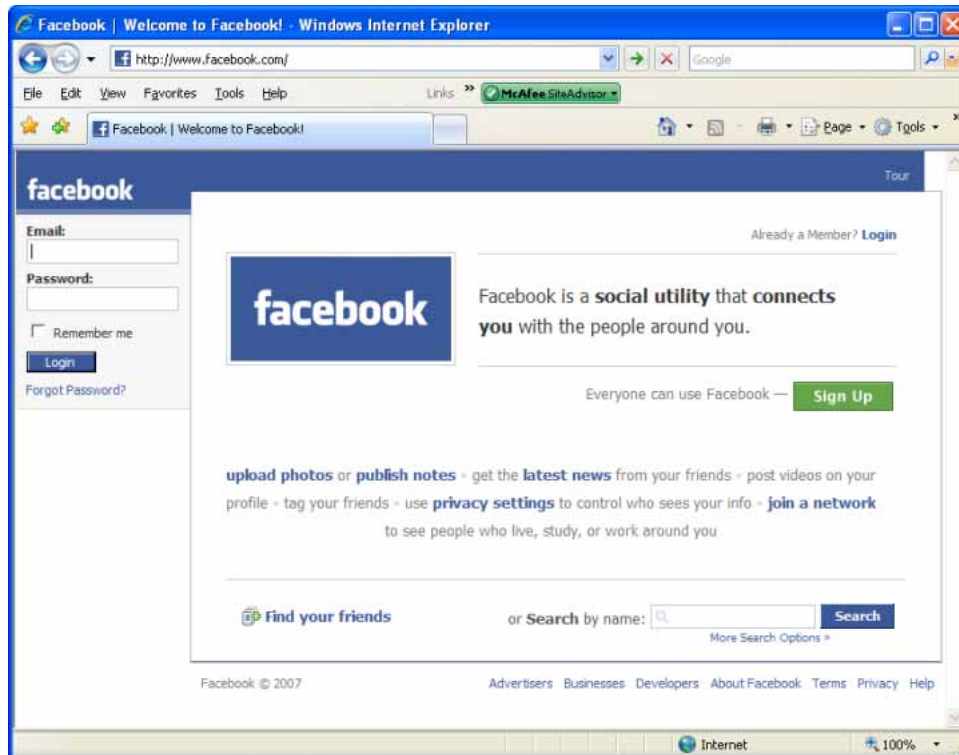 Facebook | Welcome to Facebook! - Windows Internet Explorer
http://www.facebook.com/
Google
File Edit View Favorites Tools Help
Links » McAfee SiteAdvisor
Facebook | Welcome to Facebook!
Page Tools »
facebook
Tour
Email:
Password:
Remember me
Login
Forgot Password?
Already a Member? Login
facebook
Facebook is a social utility that connects
you with the people around you.
Everyone can use Facebook — Sign Up
upload photos or publish notes • get the latest news from your friends • post videos on your
profile • tag your friends • use privacy settings to control who sees your info • join a network
to see people who live, study, or work around you
Find your friends
or Search by name: Search
More Search Options »
Facebook © 2007
Advertisers Businesses Developers About Facebook Terms Privacy Help
Internet
100%